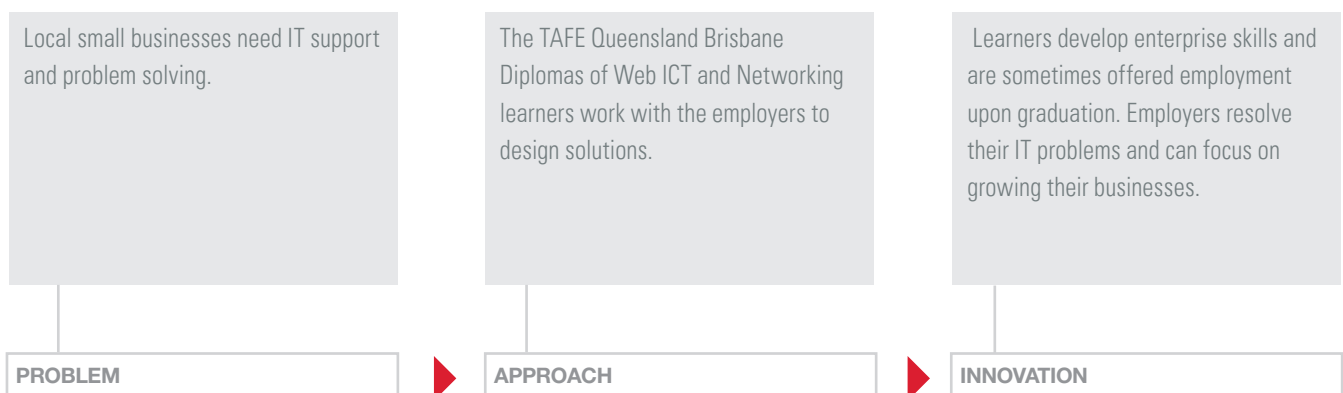 Local small businesses need IT support
and problem solving.
PROBLEM
The TAFE Queensland Brisbane
Diplomas of Web ICT and Networking
learners work with the employers to
design solutions.
APPROACH
Learners develop enterprise skills and
are sometimes offered employment
upon graduation. Employers resolve
their IT problems and can focus on
growing their businesses.
INNOVATION